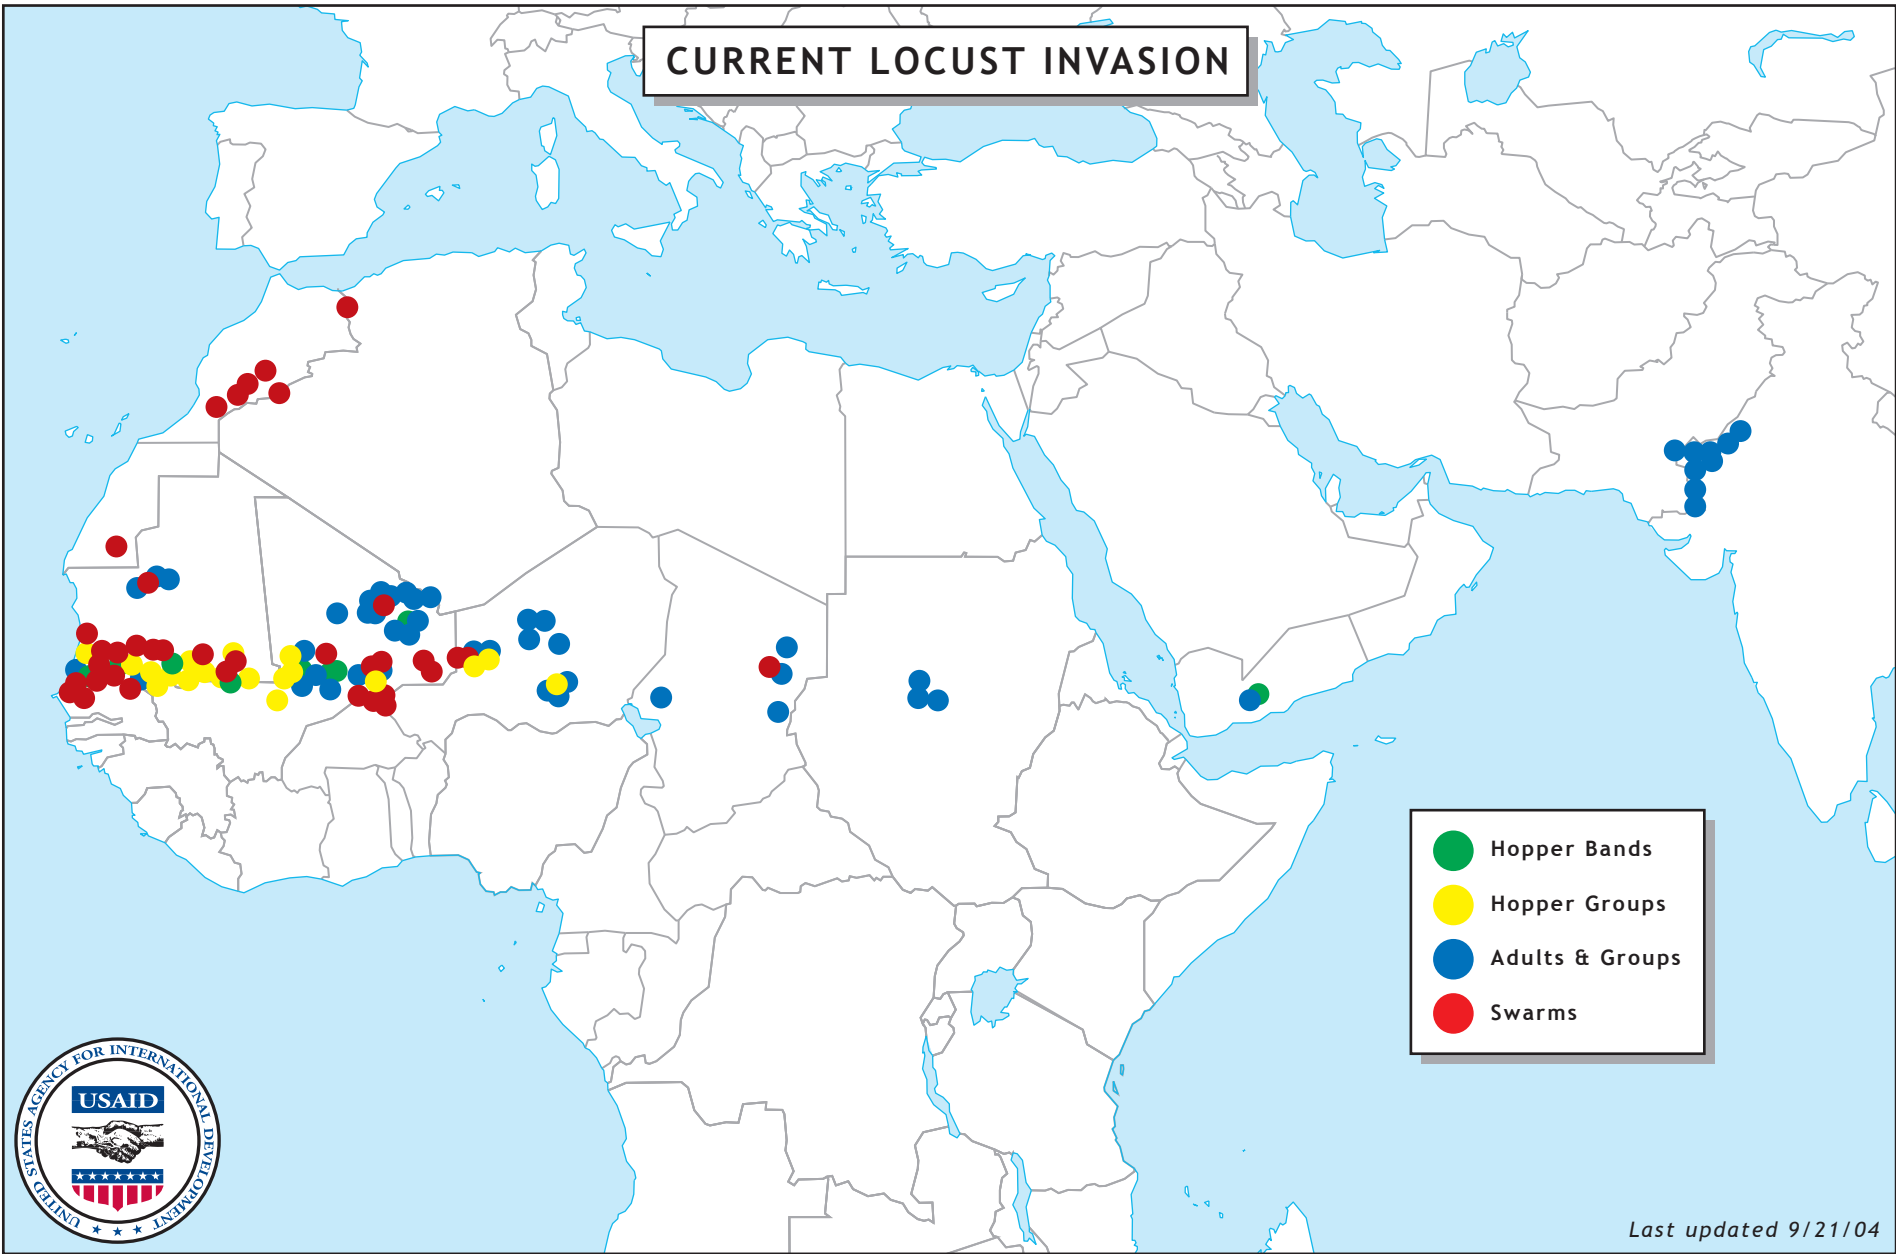 CURRENT LOCUST INVASION
Hopper Bands
Hopper Groups
Adults & Groups
Swarms
UNITED STATES AGENCY FOR INTERNATIONAL DEVELOPMENT
USAID
Last updated 9/21/04